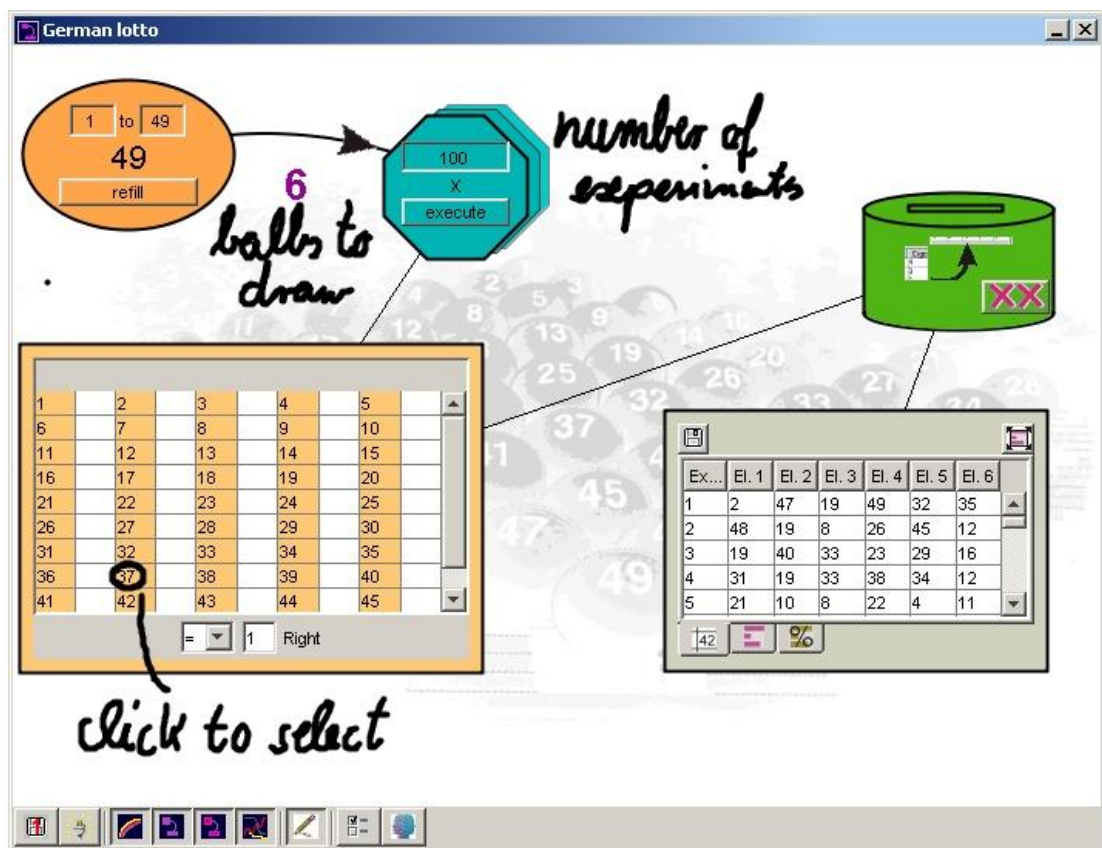 German lotto
1 to 49
49
refill
6
balls to
draw
100
X
execute
number of
experiments
XX
1 2 3 4 5
6 7 8 9 10
11 12 13 14 15
16 17 18 19 20
21 22 23 24 25
26 27 28 29 30
31 32 33 34 35
36 37 38 39 40
41 42 43 44 45
= 1 Right
click to select
Ex... El. 1 El. 2 El. 3 El. 4 El. 5 El. 6
1 2 47 19 49 32 35
2 48 19 8 26 45 12
3 19 40 33 23 29 16
4 31 19 33 38 34 12
5 21 10 8 22 4 11
42 %